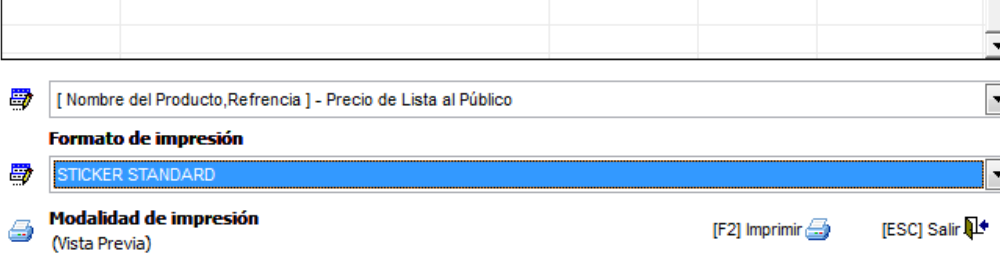 [ Nombre del Producto,Refrencia ] - Precio de Lista al Público
Formato de impresión
STICKER STANDARD
Modalidad de impresión
(Vista Previa)
[F2] Imprimir
[ESC] Salir